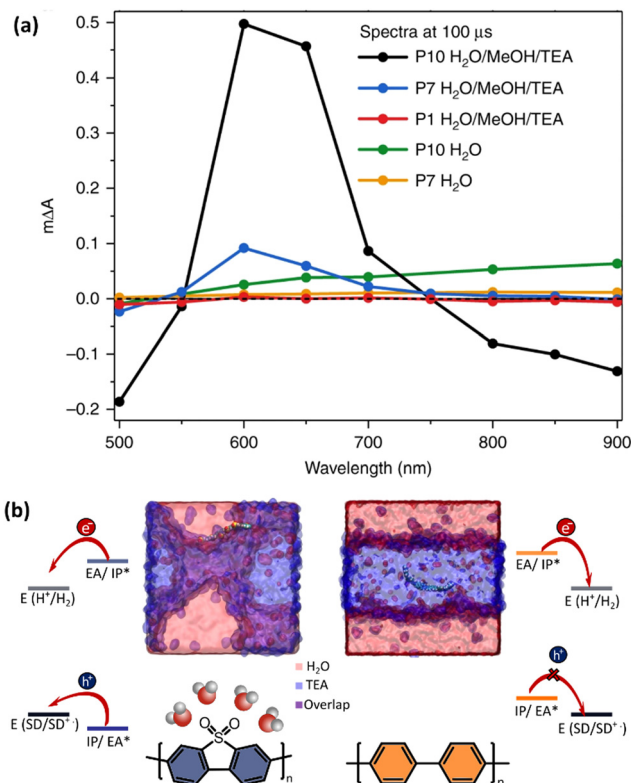 (a)
Spectra at 100 μs
P10 H₂O/MeOH/TEA
P7 H₂O/MeOH/TEA
P1 H₂O/MeOH/TEA
P10 H₂O
P7 H₂O
mΔA
0.5
0.4
0.3
0.2
0.1
0.0
−0.1
−0.2
500
600
700
800
900
Wavelength (nm)
(b)
e⁻
EA/ IP*
E (H⁺/H₂)
h⁺
E (SD/SD⁺·)
IP/ EA*
H₂O
TEA
Overlap
O
O
S
n
e⁻
EA/ IP*
E (H⁺/H₂)
h⁺
IP/ EA*
E (SD/SD⁺·)
n